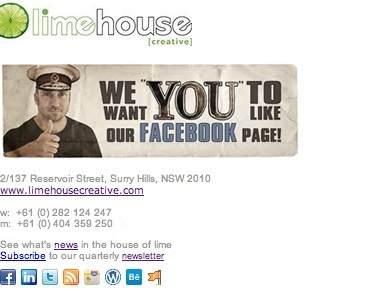 limehouse
[creative]
WE "YOU" TO
WANT LIKE
OUR FACEBOOK PAGE!
2/137 Reservoir Street, Surry Hills, NSW 2010
www.limehousecreative.com
w: +61 (0) 282 124 247
m: +61 (0) 404 359 250
See what's news in the house of lime
Subscribe to our quarterly newsletter